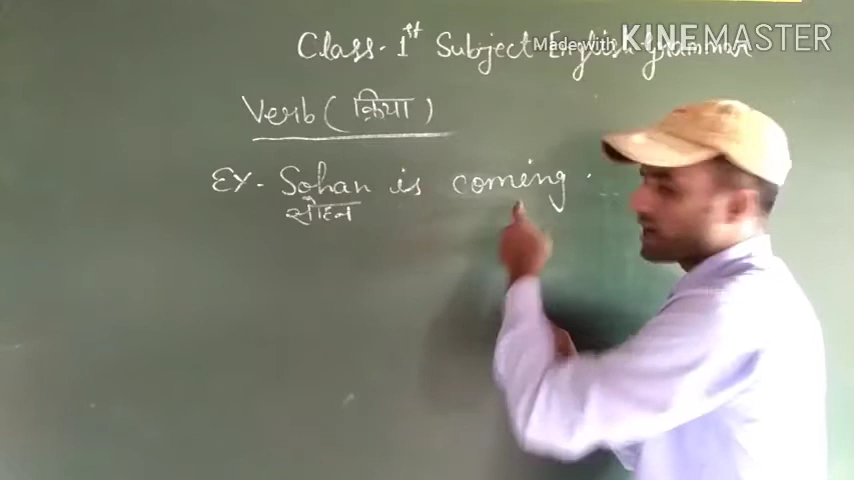 Class-1st Subject-English Grammar
Made with KINEMASTER
Verb (क्रिया)
EX- Sohan is coming.
सोहन